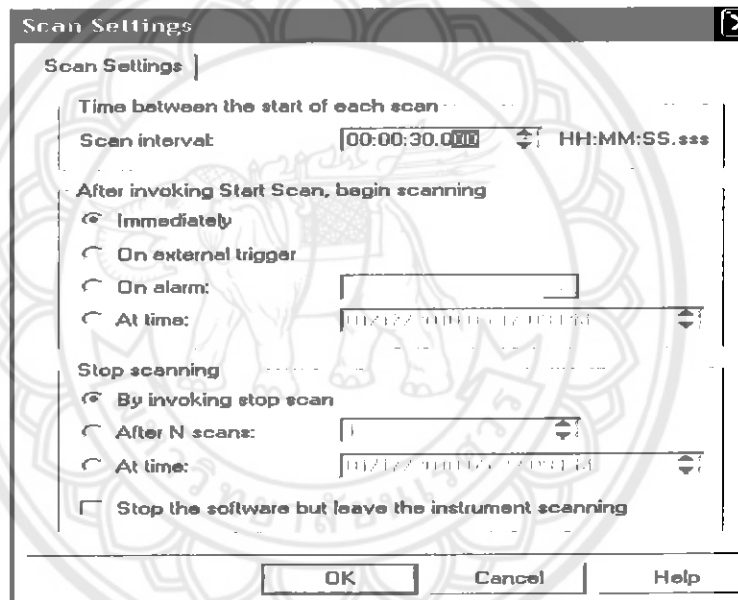 Scan Settings
Scan Settings
Time between the start of each scan
Scan interval: 00:00:30.000 HH:MM:SS.sss
After invoking Start Scan, begin scanning
Immediately
On external trigger
On alarm:
At time:
Stop scanning
By invoking stop scan
After N scans:
At time:
Stop the software but leave the instrument scanning
OK Cancel Help